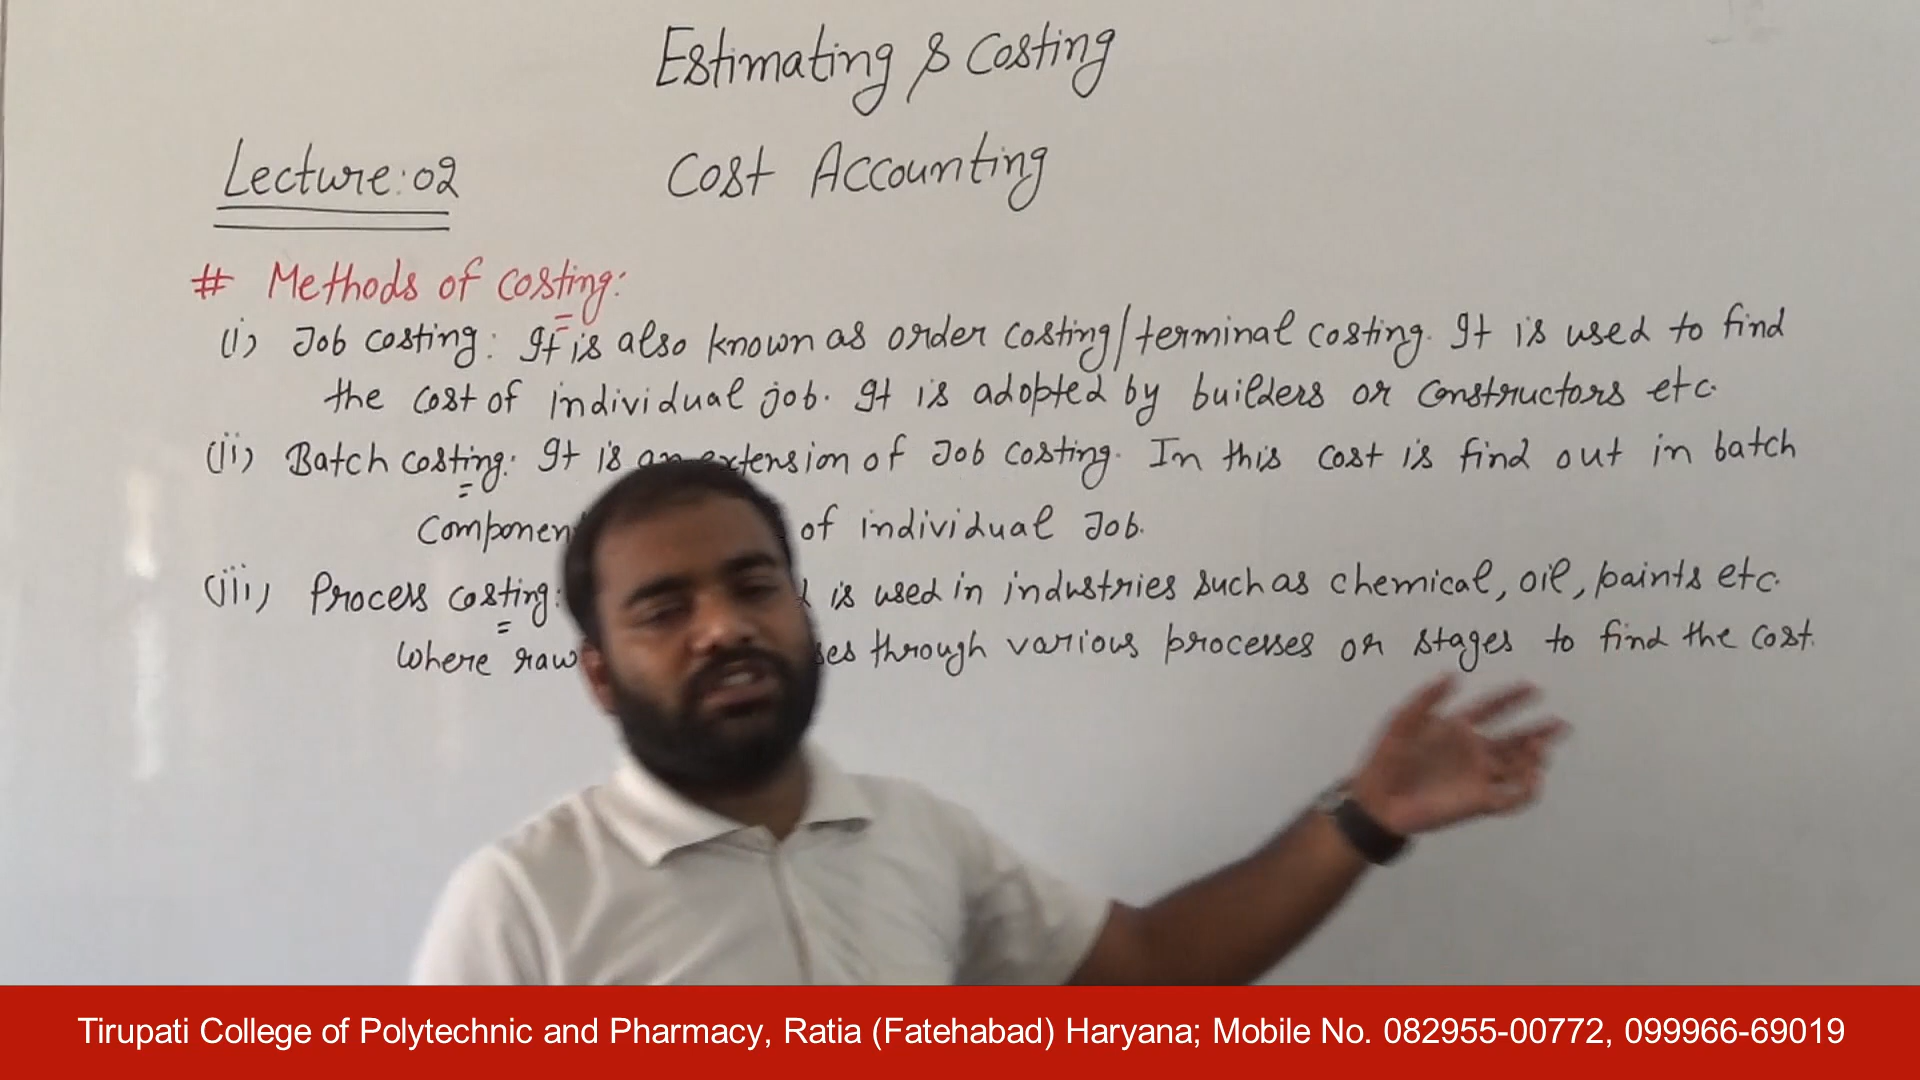 Estimating & Costing
Lecture:02 Cost Accounting
# Methods of costing:
(i) Job costing: It is also known as order costing/terminal costing. It is used to find
the cost of individual job. It is adopted by builders or constructors etc.
(ii) Batch costing: It is an extension of Job costing. In this cost is find out in batch
of individual Job.
(iii) Process costing: is used in industries such as chemical, oil, paints etc.
where raw through various processes or stages to find the cost.
Tirupati College of Polytechnic and Pharmacy, Ratia (Fatehabad) Haryana; Mobile No. 082955-00772, 099966-69019